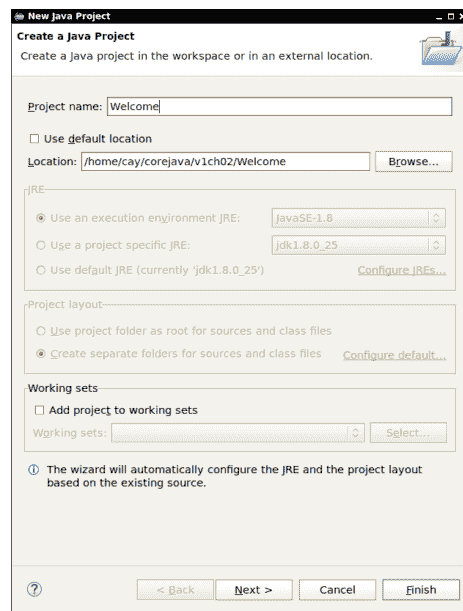 New Java Project
Create a Java Project
Create a Java project in the workspace or in an external location.
Project name: Welcome
Use default location
Location: /home/cay/corejava/v1ch02/Welcome Browse...
JRE
Use an execution environment JRE: JavaSE-1.8
Use a project specific JRE: jdk1.8.0_25
Use default JRE (currently 'jdk1.8.0_25') Configure JREs...
Project layout
Use project folder as root for sources and class files
Create separate folders for sources and class files Configure default...
Working sets
Add project to working sets
Working sets: Select...
The wizard will automatically configure the JRE and the project layout
based on the existing source.
? < Back Next > Cancel Finish